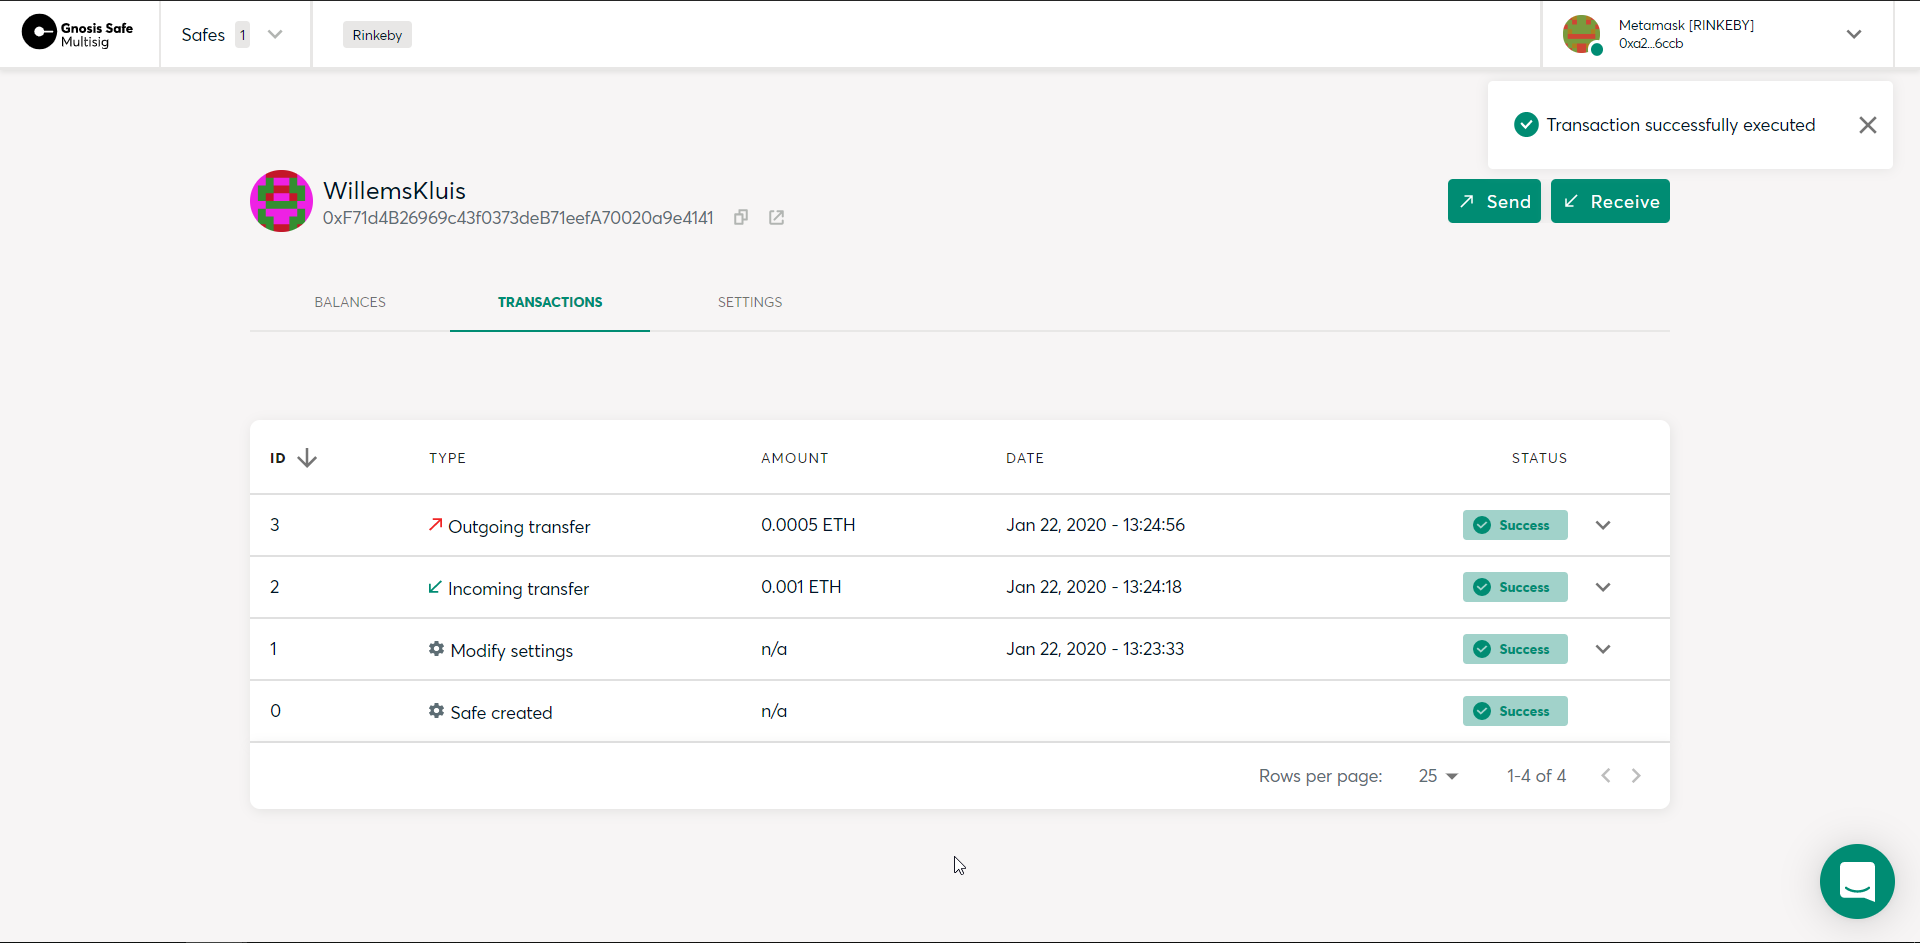 Gnosis Safe
Multisig
Safes 1
Rinkeby
Metamask [RINKEBY]
0xa2...6ccb
Transaction successfully executed
WillemsKluis
0xF71d4B26969c43f0373deB71eefA70020a9e4141
Send
Receive
BALANCES
TRANSACTIONS
SETTINGS
ID TYPE AMOUNT DATE STATUS
3 Outgoing transfer 0.0005 ETH Jan 22, 2020 - 13:24:56 Success
2 Incoming transfer 0.001 ETH Jan 22, 2020 - 13:24:18 Success
1 Modify settings n/a Jan 22, 2020 - 13:23:33 Success
0 Safe created n/a Success
Rows per page: 25 1-4 of 4